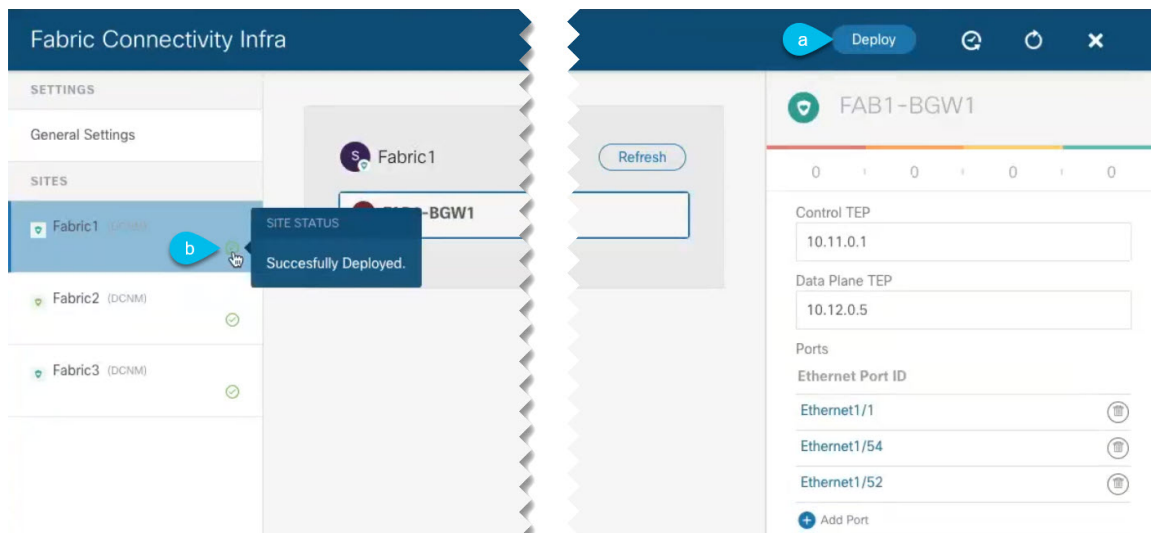 Fabric Connectivity Infra
a
Deploy
SETTINGS
General Settings
SITES
Fabric1
b
SITE STATUS
Succesfully Deployed.
Fabric2 (DCNM)
Fabric3 (DCNM)
S
Fabric1
Refresh
-BGW1
FAB1-BGW1
0 0 0 0
Control TEP
10.11.0.1
Data Plane TEP
10.12.0.5
Ports
Ethernet Port ID
Ethernet1/1
Ethernet1/54
Ethernet1/52
Add Port